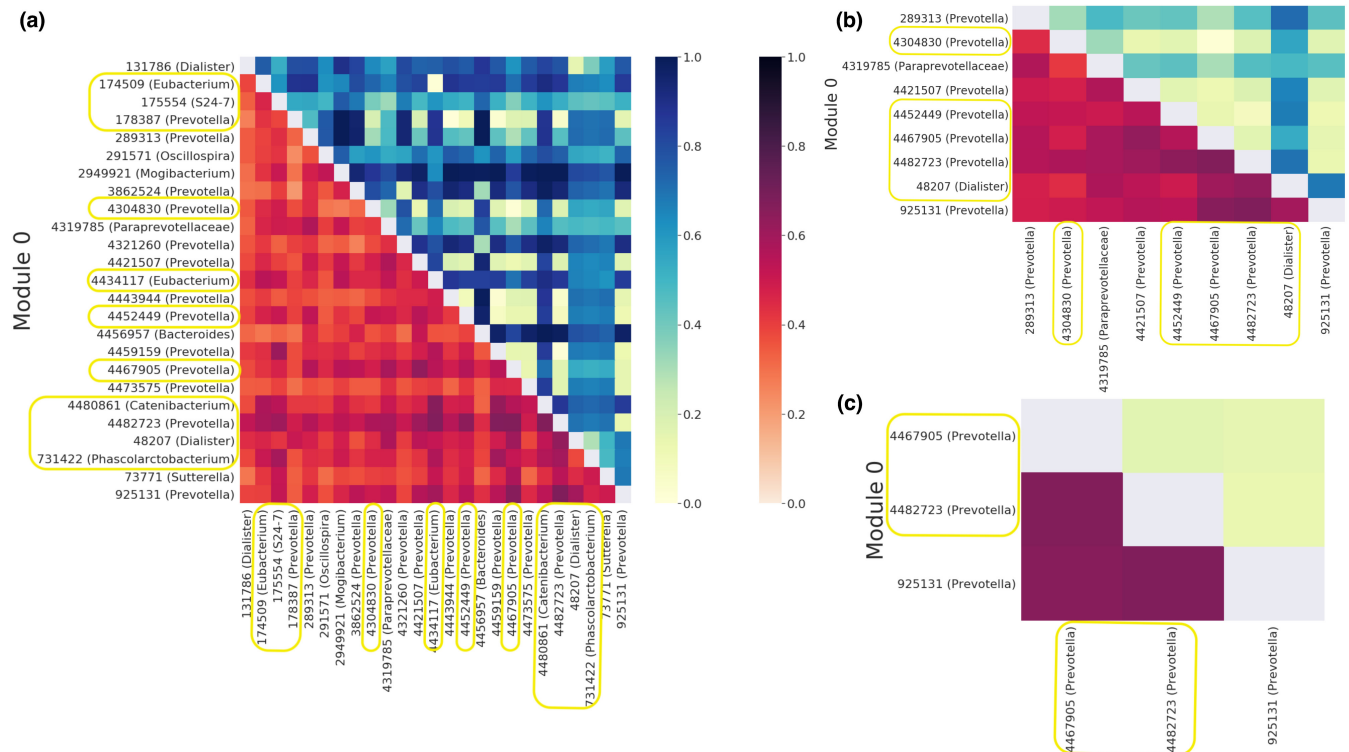 (a)
Module 0
131786 (Dialister)
174509 (Eubacterium)
175554 (S24-7)
178387 (Prevotella)
289313 (Prevotella)
291571 (Oscillospira)
2949921 (Mogibacterium)
3862524 (Prevotella)
4304830 (Prevotella)
4319785 (Paraprevotellaceae)
4321260 (Prevotella)
4421507 (Prevotella)
4434117 (Eubacterium)
4443944 (Prevotella)
4452449 (Prevotella)
4456957 (Bacteroides)
4459159 (Prevotella)
4467905 (Prevotella)
4473575 (Prevotella)
4480861 (Catenibacterium)
4482723 (Prevotella)
48207 (Dialister)
731422 (Phascolarctobacterium)
73771 (Sutterella)
925131 (Prevotella)
131786 (Dialister)
174509 (Eubacterium)
175554 (S24-7)
178387 (Prevotella)
289313 (Prevotella)
291571 (Oscillospira)
2949921 (Mogibacterium)
3862524 (Prevotella)
4304830 (Prevotella)
4319785 (Paraprevotellaceae)
4321260 (Prevotella)
4421507 (Prevotella)
4434117 (Eubacterium)
4443944 (Prevotella)
4452449 (Prevotella)
4456957 (Bacteroides)
4459159 (Prevotella)
4467905 (Prevotella)
4473575 (Prevotella)
4480861 (Catenibacterium)
4482723 (Prevotella)
48207 (Dialister)
731422 (Phascolarctobacterium)
73771 (Sutterella)
925131 (Prevotella)
1.0
0.8
0.6
0.4
0.2
0.0
1.0
0.8
0.6
0.4
0.2
0.0
(b)
Module 0
289313 (Prevotella)
4304830 (Prevotella)
4319785 (Paraprevotellaceae)
4421507 (Prevotella)
4452449 (Prevotella)
4467905 (Prevotella)
4482723 (Prevotella)
48207 (Dialister)
925131 (Prevotella)
289313 (Prevotella)
4304830 (Prevotella)
4319785 (Paraprevotellaceae)
4421507 (Prevotella)
4452449 (Prevotella)
4467905 (Prevotella)
4482723 (Prevotella)
48207 (Dialister)
925131 (Prevotella)
(c)
Module 0
4467905 (Prevotella)
4482723 (Prevotella)
925131 (Prevotella)
4467905 (Prevotella)
4482723 (Prevotella)
925131 (Prevotella)